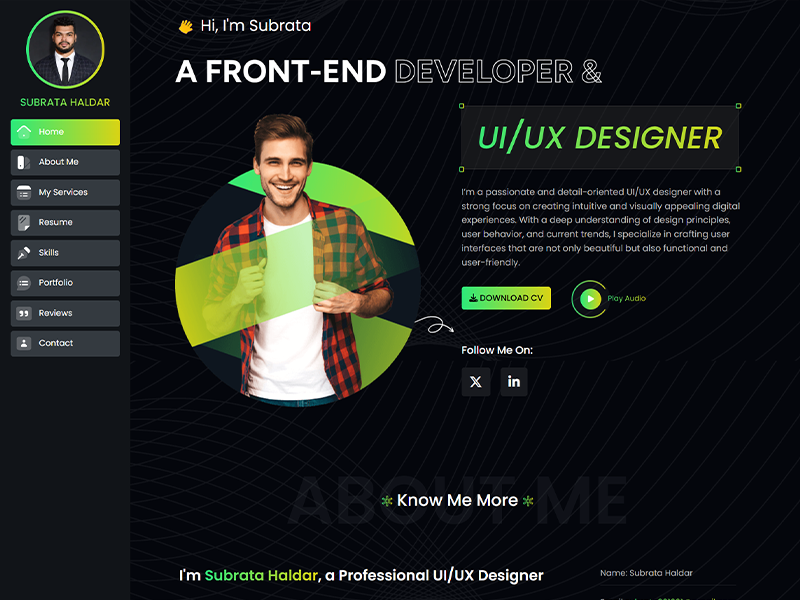 SUBRATA HALDAR
Home
About Me
My Services
Resume
Skills
Portfolio
Reviews
Contact
Hi, I'm Subrata
A FRONT-END DEVELOPER &
UI/UX DESIGNER
I'm a passionate and detail-oriented UI/UX designer with a
strong focus on creating intuitive and visually appealing digital
experiences. With a deep understanding of design principles,
user behavior, and current trends, I specialize in crafting user
interfaces that are not only beautiful but also functional and
user-friendly.
DOWNLOAD CV
Play Audio
Follow Me On:
ABOUT ME
Know Me More
I'm Subrata Haldar, a Professional UI/UX Designer
Name: Subrata Haldar